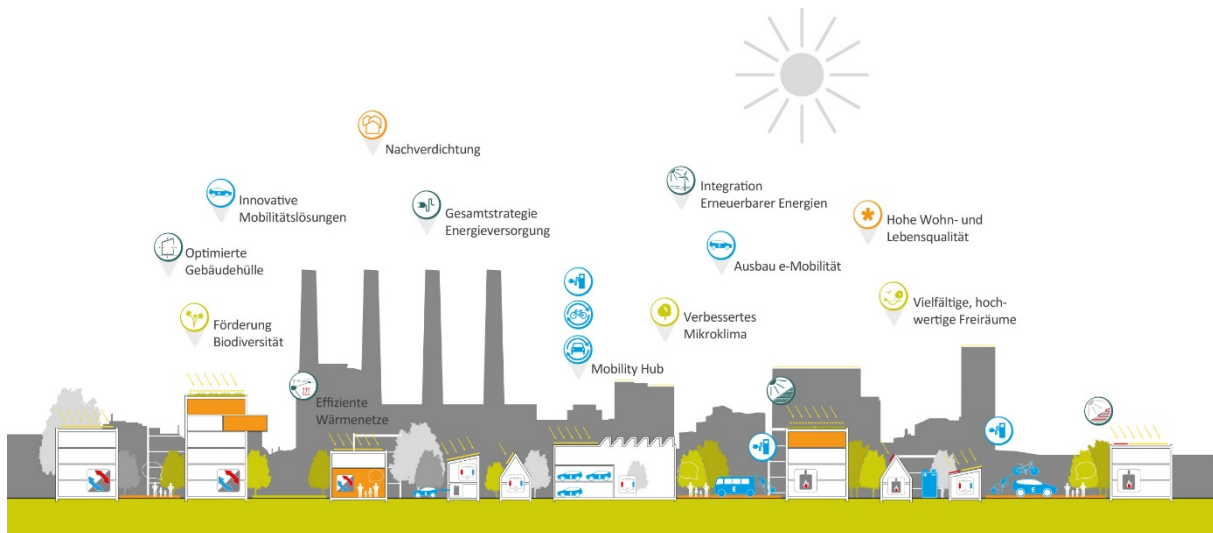 Nachverdichtung
Innovative
Mobilitätslösungen
Gesamtstrategie
Energieversorgung
Integration
Erneuerbarer Energien
Hohe Wohn- und
Lebensqualität
Optimierte
Gebäudehülle
Ausbau e-Mobilität
Förderung
Biodiversität
Verbessertes
Mikroklima
Vielfältige, hoch-
wertige Freiräume
Mobility Hub
Effiziente
Wärmenetze
E
E